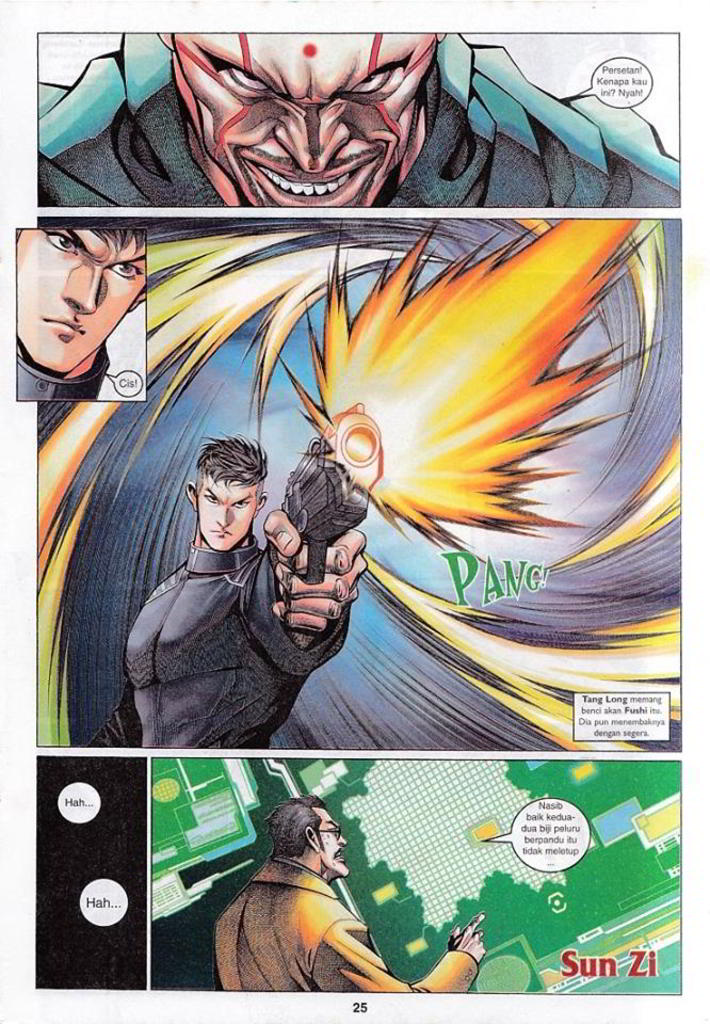 Persetan!
Kenapa kau
ini? Nyah!
Cis!
PANG!
Tang Long memang
benci akan Fushi itu.
Dia pun menembaknya
dengan segera.
Hah...
Hah...
Nasib
baik kedua-
dua biji peluru
berpandu itu
tidak meletup
...
Sun Zi
25